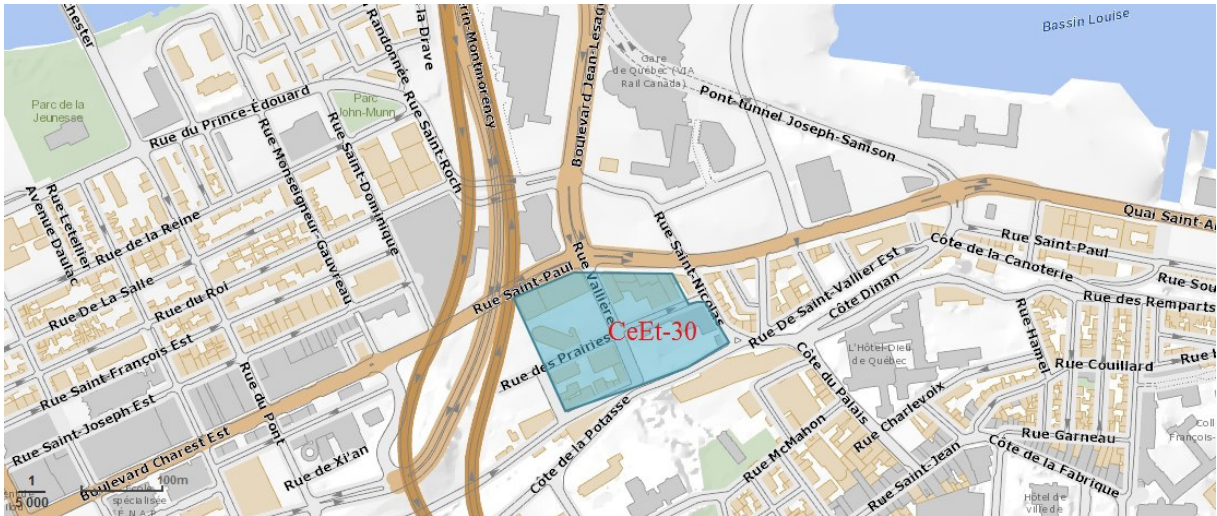 Bassin Louise
Gare
de Québec (VIA
Rail Canada)
Parc de la
Jeunesse
Parc
John-Munn
Rue du Prince-Édouard
Rue Saint-Roch
Boulevard Jean-Lesage
Pont-tunnel Joseph-Samson
Rue Saint-Dominique
Rue Monseigneur-Gauvreau
Rue Letellier
Avenue Daulac
Rue de la Reine
Rue De La Salle
Rue du Roi
Rue Saint-François Est
Rue Saint-Joseph Est
Boulevard Charest Est
Rue du Pont
Rue de Xi'an
Rue Saint-Paul
Rue Vallière
Rue Saint-Nicolas
CeEt-30
Rue des Prairies
Côte de la Potasse
Rue De Saint-Vallier Est
Côte Dinan
Côte de la Canoterie
Rue Saint-Paul
Rue des Remparts
L'Hôtel-Dieu
de Québec
Rue Hamel
Rue Couillard
Côte du Palais
Rue Charlevoix
Rue McMahon
Rue Saint-Jean
Rue Garneau
Côte de la Fabrique
Hôtel de
ville de
1
5 000
100m
spécialisée